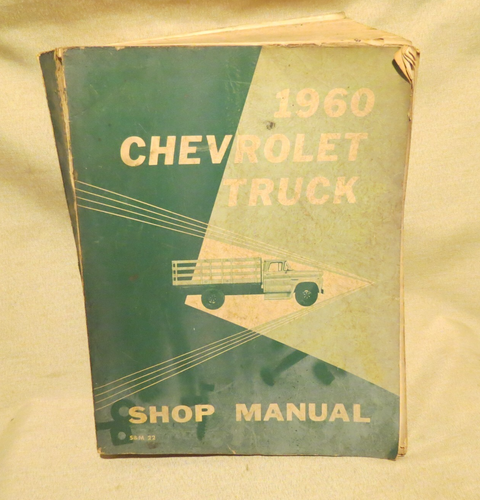 1960
CHEVROLET
TRUCK
SHOP MANUAL